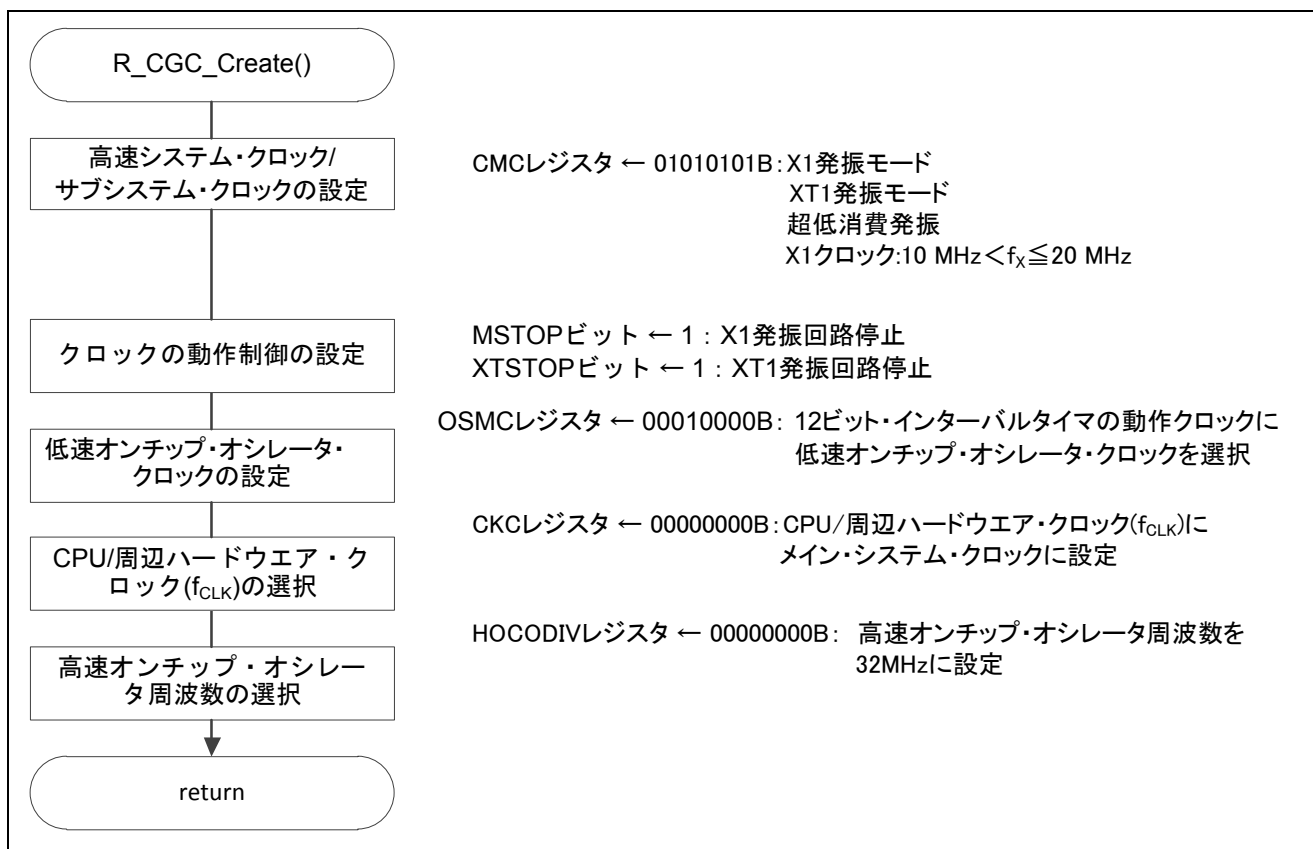 R_CGC_Create()
高速システム・クロック/
サブシステム・クロックの設定
CMCレジスタ ← 01010101B：X1発振モード
XT1発振モード
超低消費発振
X1クロック:10 MHz＜fX≦20 MHz
クロックの動作制御の設定
MSTOPビット ← 1 : X1発振回路停止
XTSTOPビット ← 1 : XT1発振回路停止
低速オンチップ・オシレータ・
クロックの設定
OSMCレジスタ ← 00010000B： 12ビット・インターバルタイマの動作クロックに
低速オンチップ・オシレータ・クロックを選択
CPU/周辺ハードウエア・ク
ロック(fCLK)の選択
CKCレジスタ ← 00000000B：CPU/周辺ハードウエア・クロック(fCLK)に
メイン・システム・クロックに設定
高速オンチップ・オシレー
タ周波数の選択
HOCODIVレジスタ ← 00000000B： 高速オンチップ・オシレータ周波数を
32MHzに設定
return